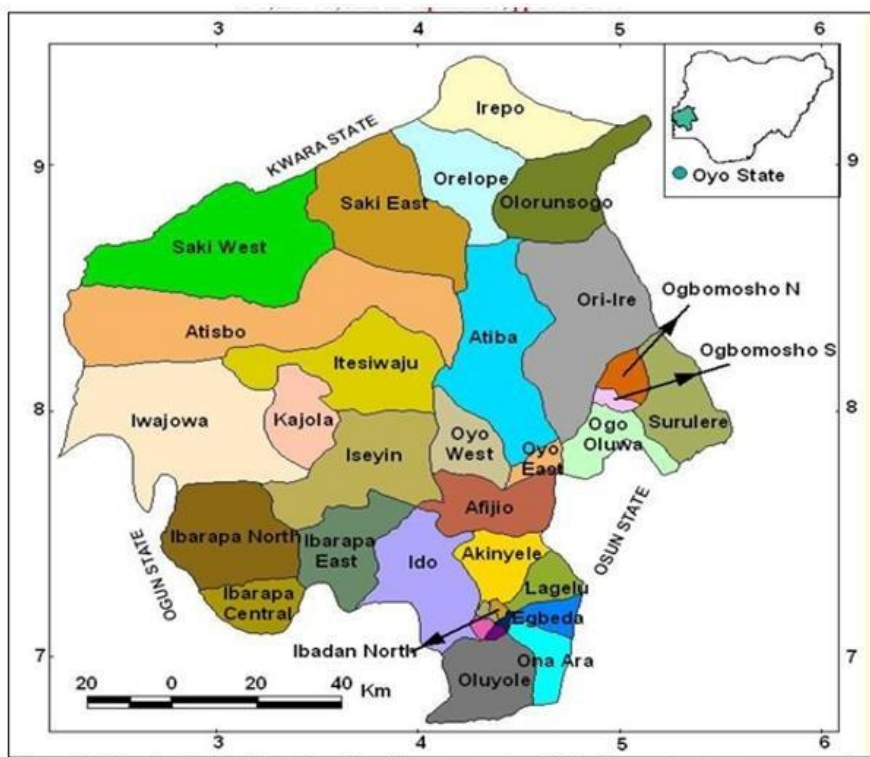 3 4 5 6
Irepo
KWARA STATE
9 9
Orelope
Oyo State
Saki East
Olorunsogo
Saki West
Ogbomosho N
Ori-Ire
Atisbo
Atiba
Ogbomosho S
Itesiwaju
8 8
Iwajowa
Kajola
Surulere
Ogo
Oluwa
Oyo
West
Iseyin
Oyo
East
Afijio
OSUN STATE
Ibarapa North
Ibarapa
East
OGUN STATE
Ido
Akinyele
Ibarapa
Central
Lagelu
Egbeda
Ibadan North
7 7
Ona Ara
Oluyole
20 0 20 40
Km
3 4 5 6